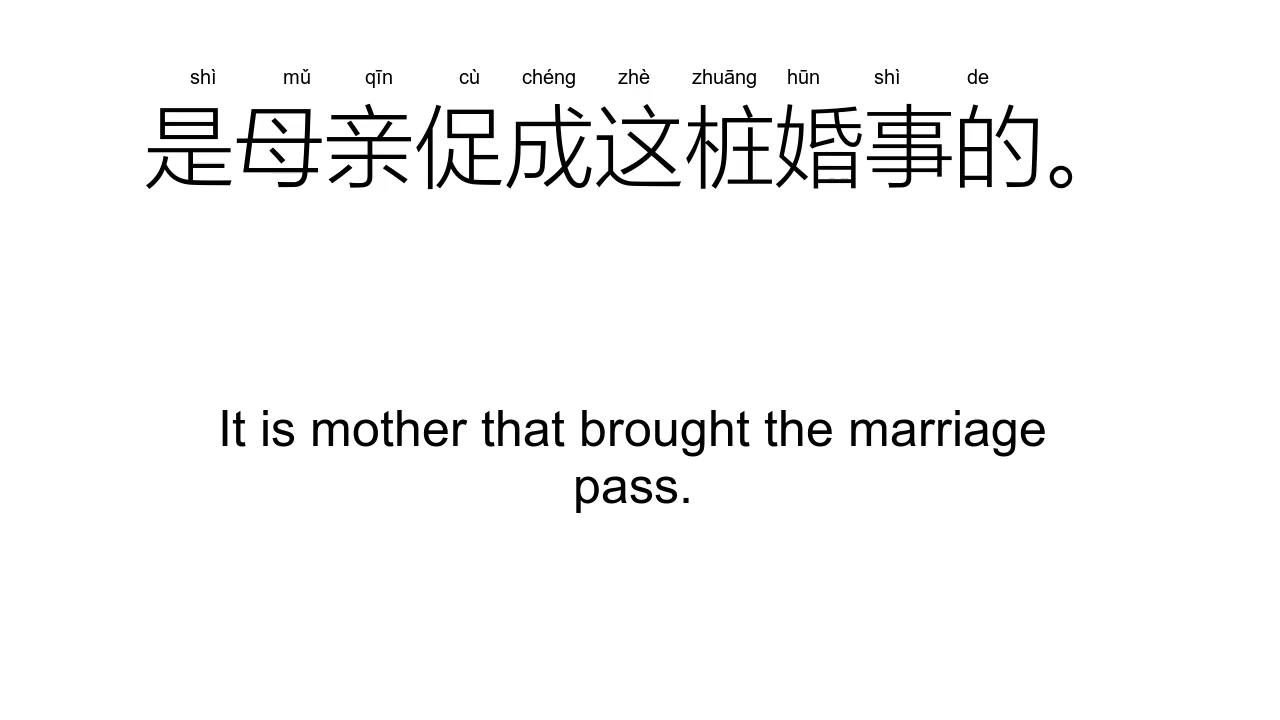 shì mǔ qīn cù chéng zhè zhuāng hūn shì de
是母亲促成这桩婚事的。
It is mother that brought the marriage
pass.